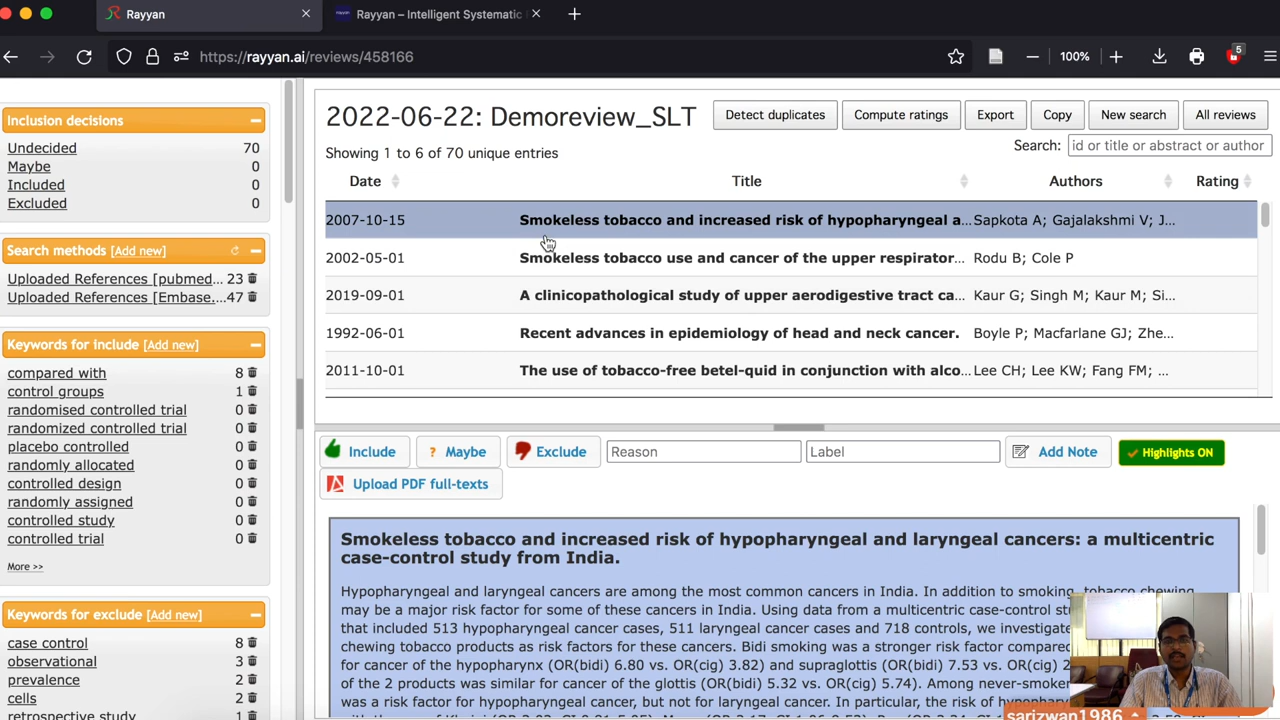 Rayyan
Rayyan – Intelligent Systematic
https://rayyan.ai/reviews/458166
100%
5
Inclusion decisions
Undecided 70
Maybe 0
Included 0
Excluded 0
Search methods [Add new]
Uploaded References [pubmed... 23
Uploaded References [Embase.... 47
Keywords for include [Add new]
compared with 8
control groups 1
randomised controlled trial 0
randomized controlled trial 0
placebo controlled 0
randomly allocated 0
controlled design 0
randomly assigned 0
controlled study 0
controlled trial 0
More >>
Keywords for exclude [Add new]
case control 8
observational 3
prevalence 2
cells 2
retrospective study 1
2022-06-22: Demoreview_SLT
Detect duplicates Compute ratings Export Copy New search All reviews
Showing 1 to 6 of 70 unique entries
Search: id or title or abstract or author
Date Title Authors Rating
2007-10-15 Smokeless tobacco and increased risk of hypopharyngeal a... Sapkota A; Gajalakshmi V; J...
2002-05-01 Smokeless tobacco use and cancer of the upper respirator... Rodu B; Cole P
2019-09-01 A clinicopathological study of upper aerodigestive tract ca... Kaur G; Singh M; Kaur M; Si...
1992-06-01 Recent advances in epidemiology of head and neck cancer. Boyle P; Macfarlane GJ; Zhe...
2011-10-01 The use of tobacco-free betel-quid in conjunction with alco... Lee CH; Lee KW; Fang FM; ...
Include ? Maybe Exclude Reason Label Add Note Highlights ON
Upload PDF full-texts
Smokeless tobacco and increased risk of hypopharyngeal and laryngeal cancers: a multicentric
case-control study from India.
Hypopharyngeal and laryngeal cancers are among the most common cancers in India. In addition to smoking, tobacco chewing
may be a major risk factor for some of these cancers in India. Using data from a multicentric case-control stu
that included 513 hypopharyngeal cancer cases, 511 laryngeal cancer cases and 718 controls, we investigate
chewing tobacco products as risk factors for these cancers. Bidi smoking was a stronger risk factor compared
for cancer of the hypopharynx (OR(bidi) 6.80 vs. OR(cig) 3.82) and supraglottis (OR(bidi) 7.53 vs. OR(cig) 2
of the 2 products was similar for cancer of the glottis (OR(bidi) 5.32 vs. OR(cig) 5.74). Among never-smoke
was a risk factor for hypopharyngeal cancer, but not for laryngeal cancer. In particular, the risk of hypophary
sarizwan1986